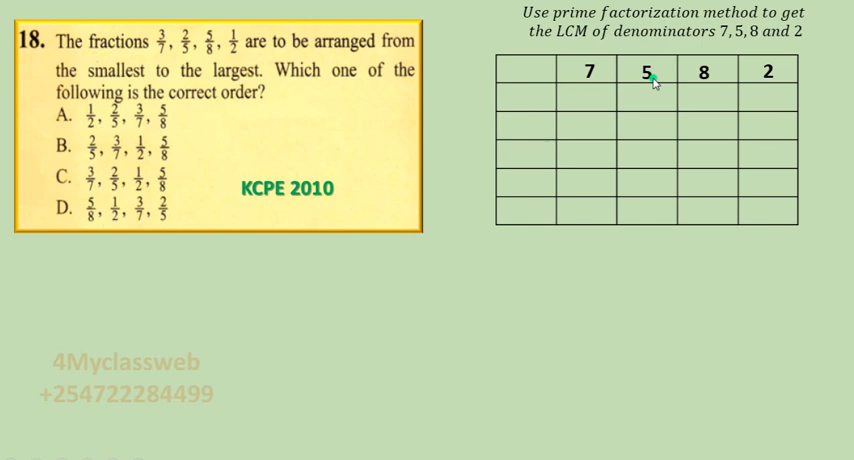 18. The fractions 3/7, 2/5, 5/8, 1/2 are to be arranged from
the smallest to the largest. Which one of the
following is the correct order?
A. 1/2, 2/5, 3/7, 5/8
B. 2/5, 3/7, 1/2, 5/8
C. 3/7, 2/5, 1/2, 5/8
D. 5/8, 1/2, 3/7, 2/5
KCPE 2010
Use prime factorization method to get
the LCM of denominators 7, 5, 8 and 2
7 5 8 2
4Myclassweb
+254722284499